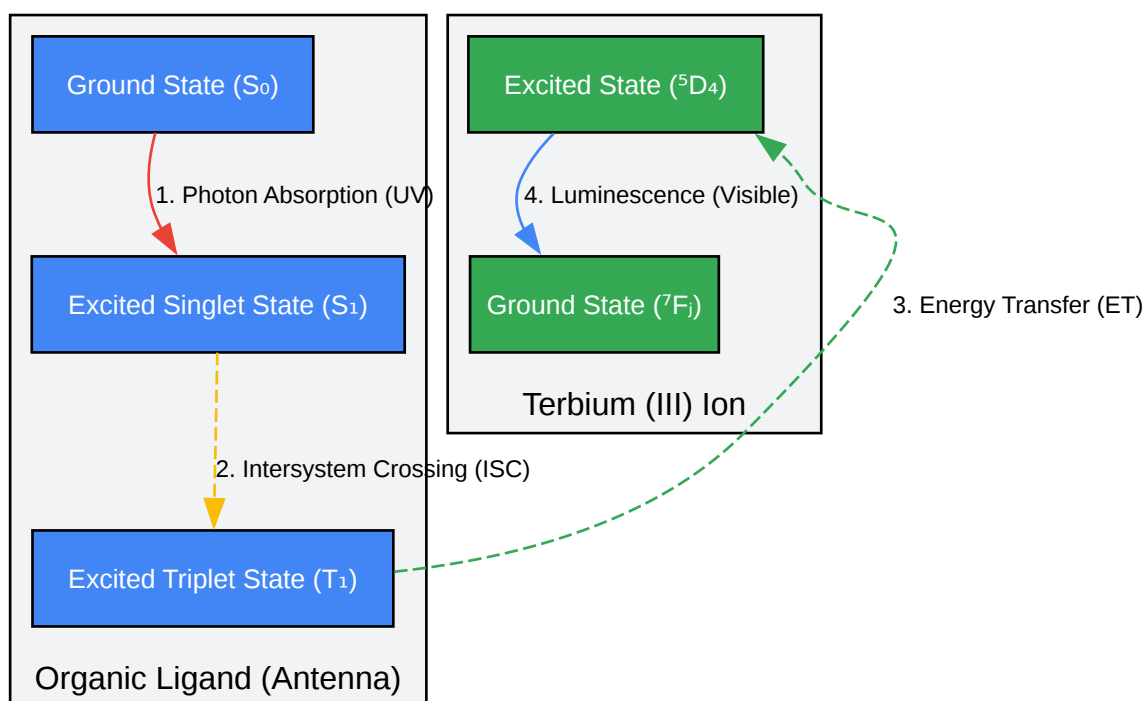 Ground State (S₀)
1. Photon Absorption (UV)
Excited Singlet State (S₁)
2. Intersystem Crossing (ISC)
Excited Triplet State (T₁)
Organic Ligand (Antenna)
Excited State (⁵D₄)
4. Luminescence (Visible)
Ground State (⁷Fⱼ)
Terbium (III) Ion
3. Energy Transfer (ET)